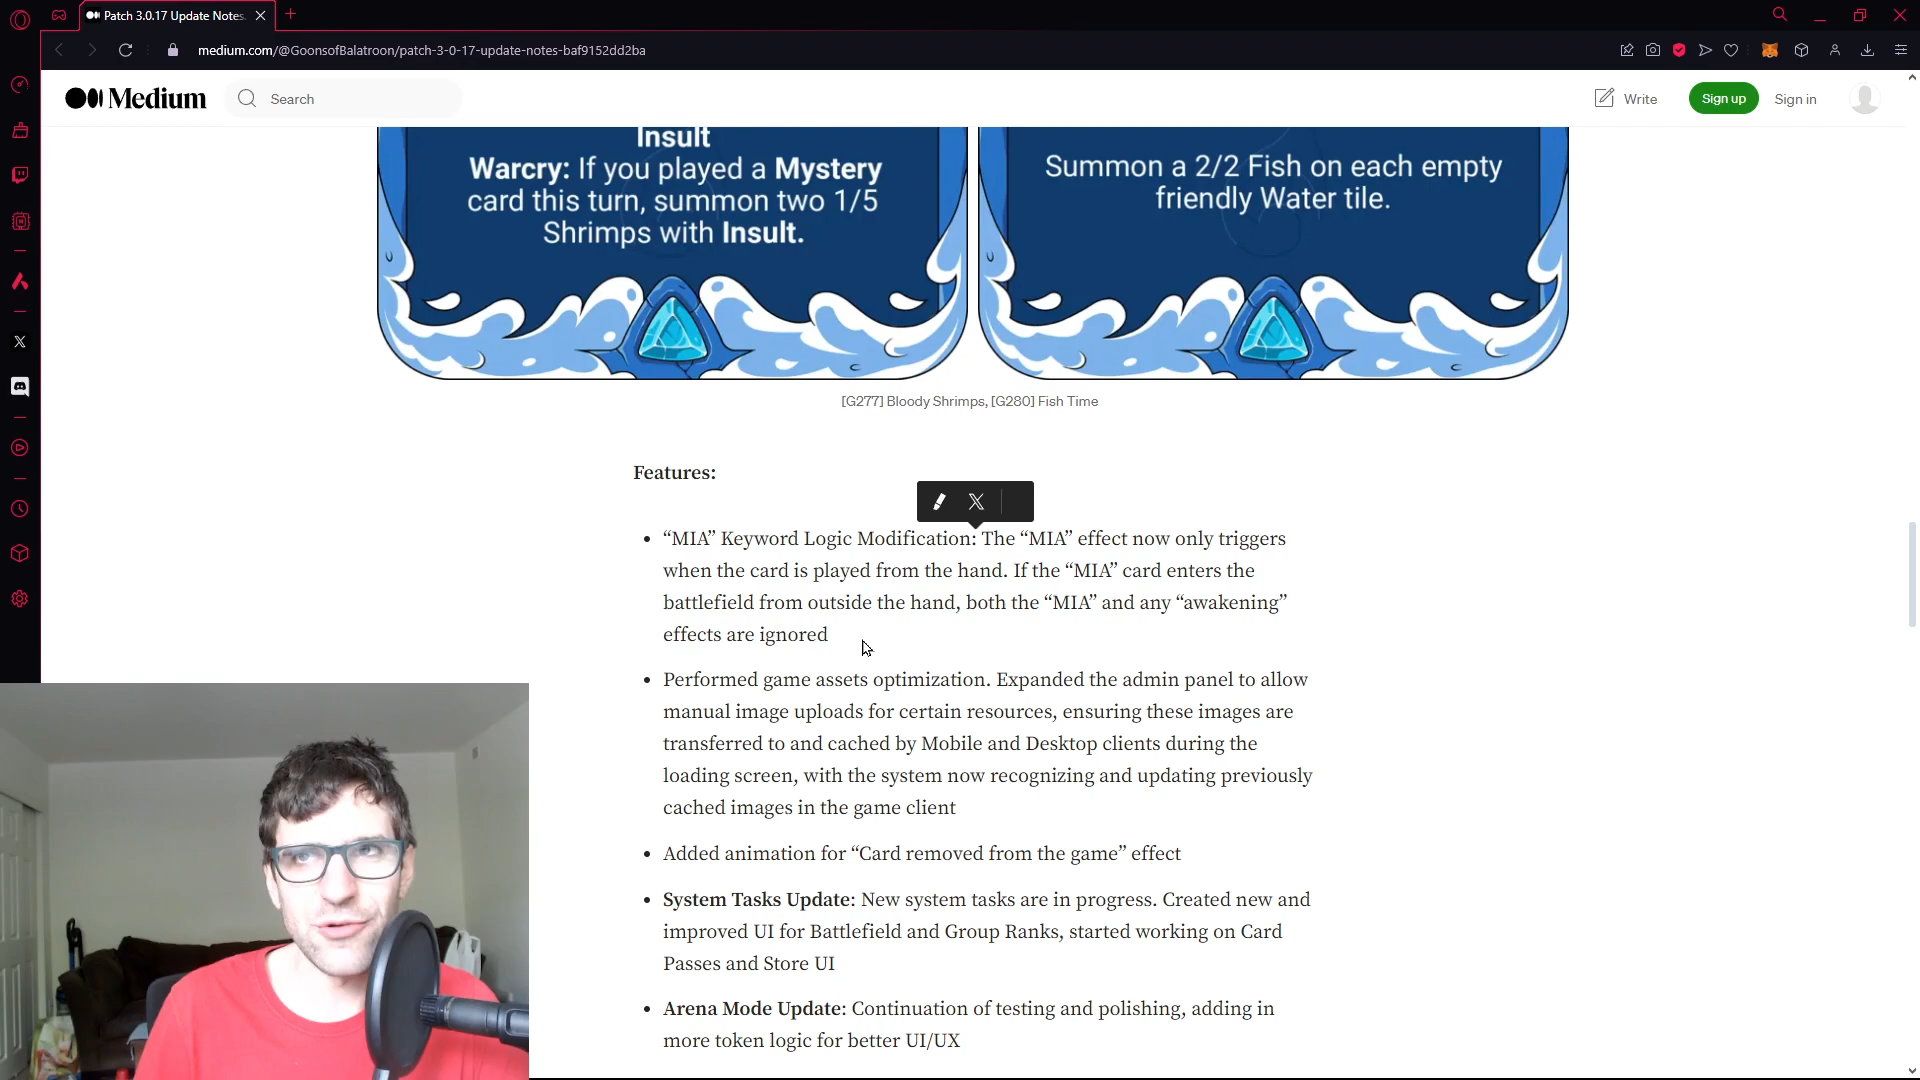 Patch 3.0.17 Update Notes.
medium.com/@GoonsofBalatroon/patch-3-0-17-update-notes-baf9152dd2ba
Medium
Search
Write
Sign up
Sign in
Insult
Warcry: If you played a Mystery
card this turn, summon two 1/5
Shrimps with Insult.
Summon a 2/2 Fish on each empty
friendly Water tile.
[G277] Bloody Shrimps, [G280] Fish Time
Features:
• “MIA” Keyword Logic Modification: The “MIA” effect now only triggers
when the card is played from the hand. If the “MIA” card enters the
battlefield from outside the hand, both the “MIA” and any “awakening”
effects are ignored
• Performed game assets optimization. Expanded the admin panel to allow
manual image uploads for certain resources, ensuring these images are
transferred to and cached by Mobile and Desktop clients during the
loading screen, with the system now recognizing and updating previously
cached images in the game client
• Added animation for “Card removed from the game” effect
• System Tasks Update: New system tasks are in progress. Created new and
improved UI for Battlefield and Group Ranks, started working on Card
Passes and Store UI
• Arena Mode Update: Continuation of testing and polishing, adding in
more token logic for better UI/UX